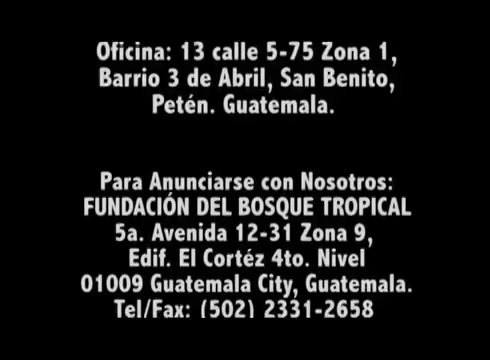 Oficina: 13 calle 5-75 Zona 1,
Barrio 3 de Abril, San Benito,
Petén. Guatemala.
Para Anunciarse con Nosotros:
FUNDACIÓN DEL BOSQUE TROPICAL
5a. Avenida 12-31 Zona 9,
Edif. El Cortéz 4to. Nivel
01009 Guatemala City, Guatemala.
Tel/Fax: (502) 2331-2658